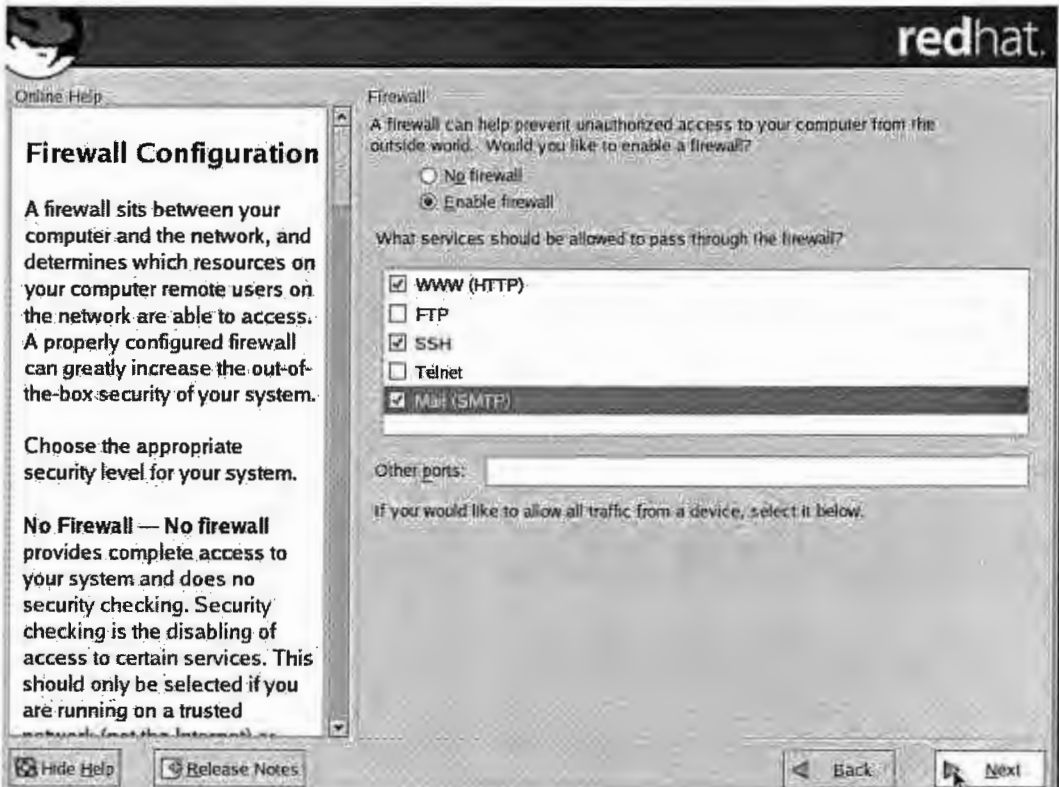 redhat.
Online Help
Firewall Configuration
A firewall sits between your
computer and the network, and
determines which resources on
your computer remote users on
the network are able to access.
A properly configured firewall
can greatly increase the out-of-
the-box security of your system.
Choose the appropriate
security level for your system.
No Firewall — No firewall
provides complete access to
your system and does no
security checking. Security
checking is the disabling of
access to certain services. This
should only be selected if you
are running on a trusted
network (not the Internet) or
Firewall
A firewall can help prevent unauthorized access to your computer from the
outside world. Would you like to enable a firewall?
No firewall
Enable firewall
What services should be allowed to pass through the firewall?
WWW (HTTP)
FTP
SSH
Telnet
Mail (SMTP)
Other ports:
If you would like to allow all traffic from a device, select it below.
Hide Help
Release Notes
Back
Next